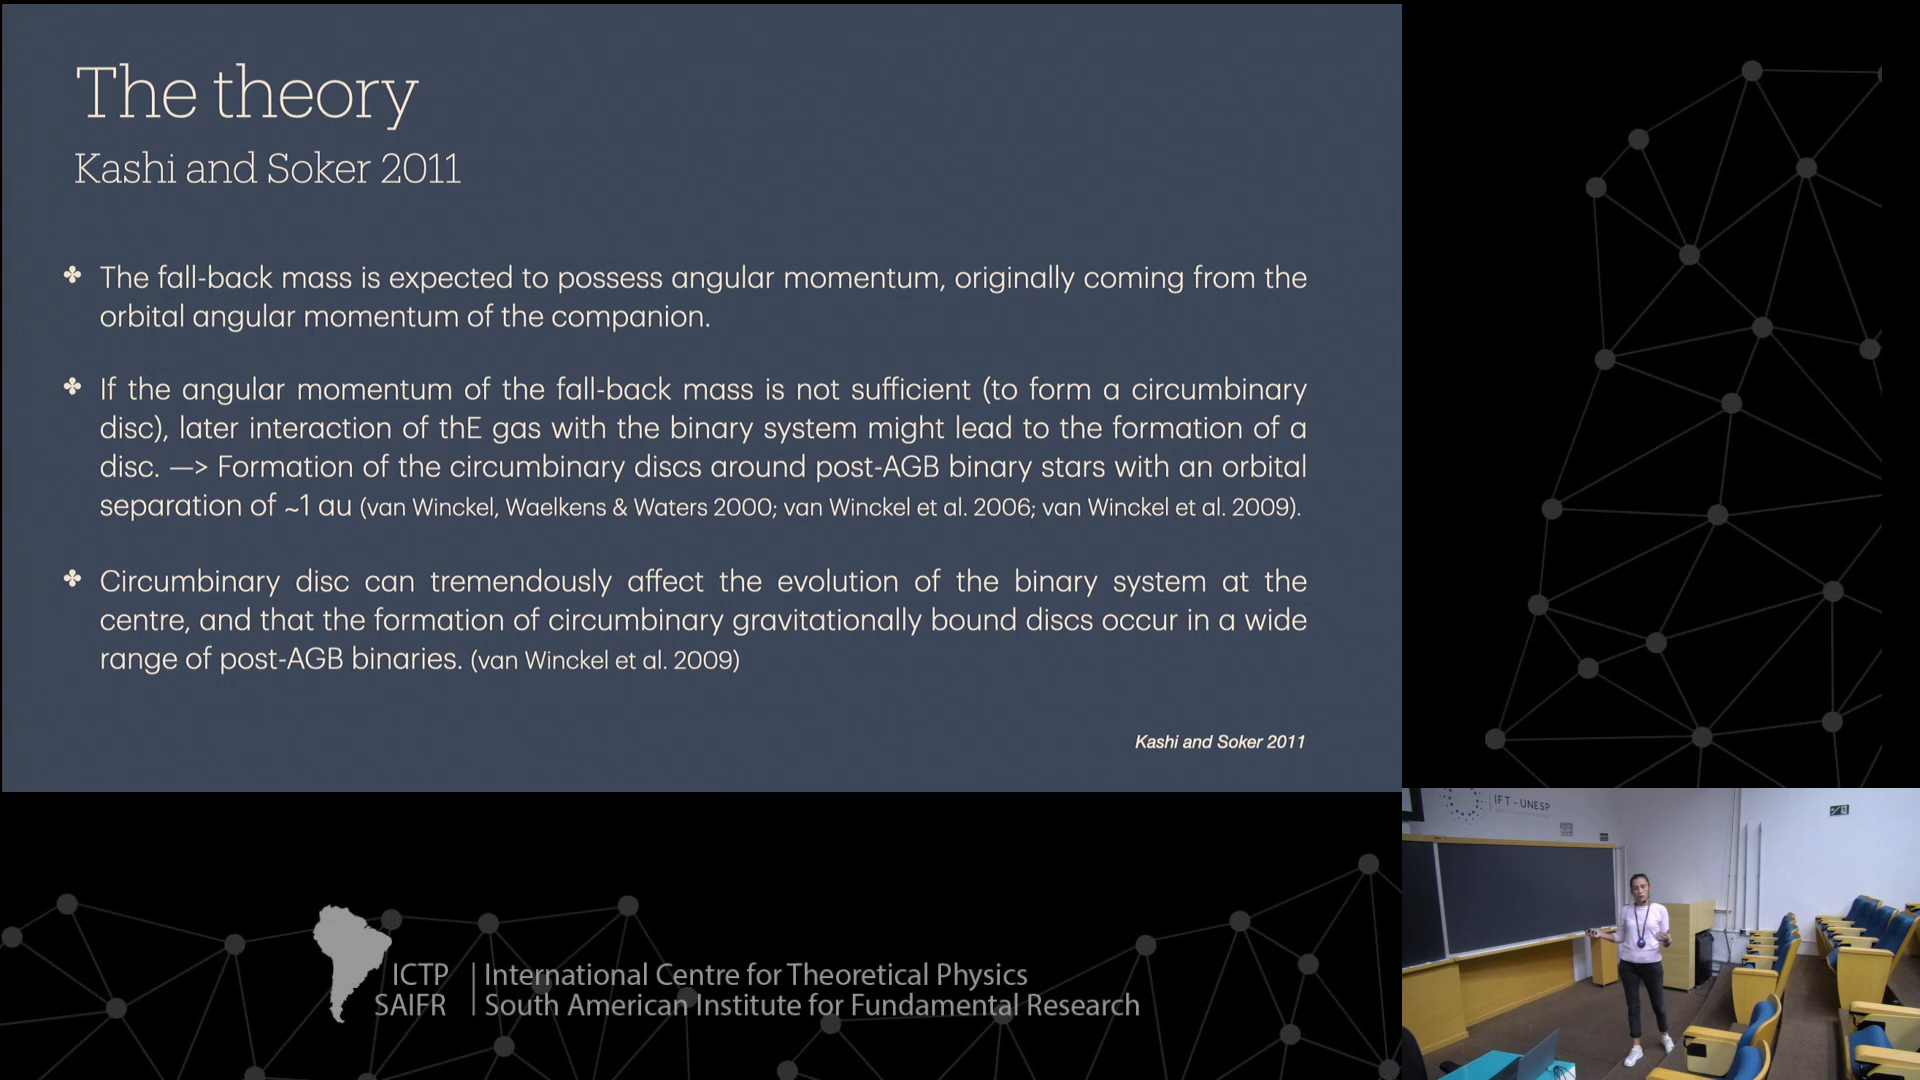 The theory
Kashi and Soker 2011
✤ The fall-back mass is expected to possess angular momentum, originally coming from the
orbital angular momentum of the companion.
✤ If the angular momentum of the fall-back mass is not sufficient (to form a circumbinary
disc), later interaction of thE gas with the binary system might lead to the formation of a
disc. —> Formation of the circumbinary discs around post-AGB binary stars with an orbital
separation of ~1 au (van Winckel, Waelkens & Waters 2000; van Winckel et al. 2006; van Winckel et al. 2009).
✤ Circumbinary disc can tremendously affect the evolution of the binary system at the
centre, and that the formation of circumbinary gravitationally bound discs occur in a wide
range of post-AGB binaries. (van Winckel et al. 2009)
Kashi and Soker 2011
IFT - UNESP
ICTP | International Centre for Theoretical Physics
SAIFR | South American Institute for Fundamental Research